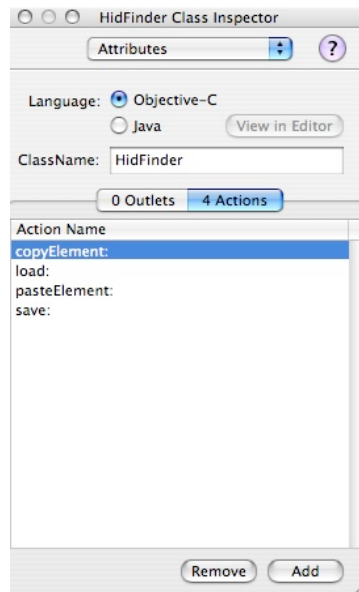 HidFinder Class Inspector
Attributes
?
Language: Objective-C
Java View in Editor
ClassName: HidFinder
0 Outlets 4 Actions
Action Name
copyElement:
load:
pasteElement:
save:
Remove Add